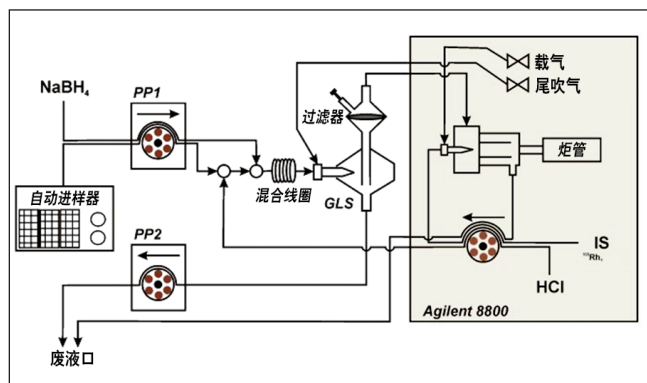 NaBH₄
PP1
过滤器
载气
尾吹气
炬管
自动进样器
混合线圈
GLS
PP2
IS
HCl
Agilent 8800
废液口